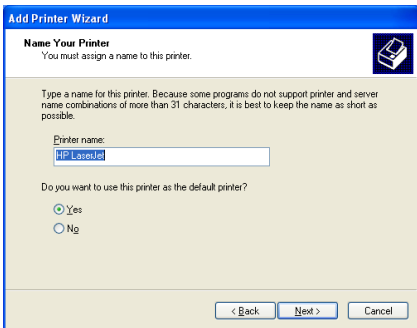 Add Printer Wizard
Name Your Printer
You must assign a name to this printer.
Type a name for this printer. Because some programs do not support printer and server
name combinations of more than 31 characters, it is best to keep the name as short as
possible.
Printer name:
HP LaserJet
Do you want to use this printer as the default printer?
Yes
No
< Back
Next >
Cancel